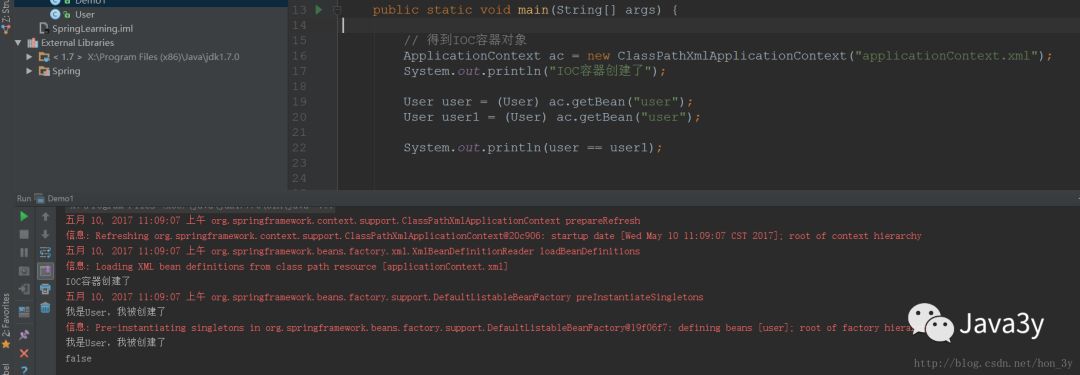 Z: Stru
Demo1
User
SpringLearning.iml
External Libraries
< 1.7 > X:\Program Files (x86)\Java\jdk1.7.0
Spring
13 public static void main(String[] args) {
14
15 // 得到IOC容器对象
16 ApplicationContext ac = new ClassPathXmlApplicationContext("applicationContext.xml");
17 System.out.println("IOC容器创建了");
18
19 User user = (User) ac.getBean("user");
20 User user1 = (User) ac.getBean("user");
21
22 System.out.println(user == user1);
23
24
Run Demo1
五月 10, 2017 11:09:07 上午 org.springframework.context.support.ClassPathXmlApplicationContext prepareRefresh
信息: Refreshing org.springframework.context.support.ClassPathXmlApplicationContext@20c906: startup date [Wed May 10 11:09:07 CST 2017]; root of context hierarchy
五月 10, 2017 11:09:07 上午 org.springframework.beans.factory.xml.XmlBeanDefinitionReader loadBeanDefinitions
信息: Loading XML bean definitions from class path resource [applicationContext.xml]
IOC容器创建了
五月 10, 2017 11:09:07 上午 org.springframework.beans.factory.support.DefaultListableBeanFactory preInstantiateSingletons
我是User，我被创建了
信息: Pre-instantiating singletons in org.springframework.beans.factory.support.DefaultListableBeanFactory@19f06f7: defining beans [user]; root of factory hiera
我是User，我被创建了
false
2: Favorites
Java3y
http://blog.csdn.net/hon_3y